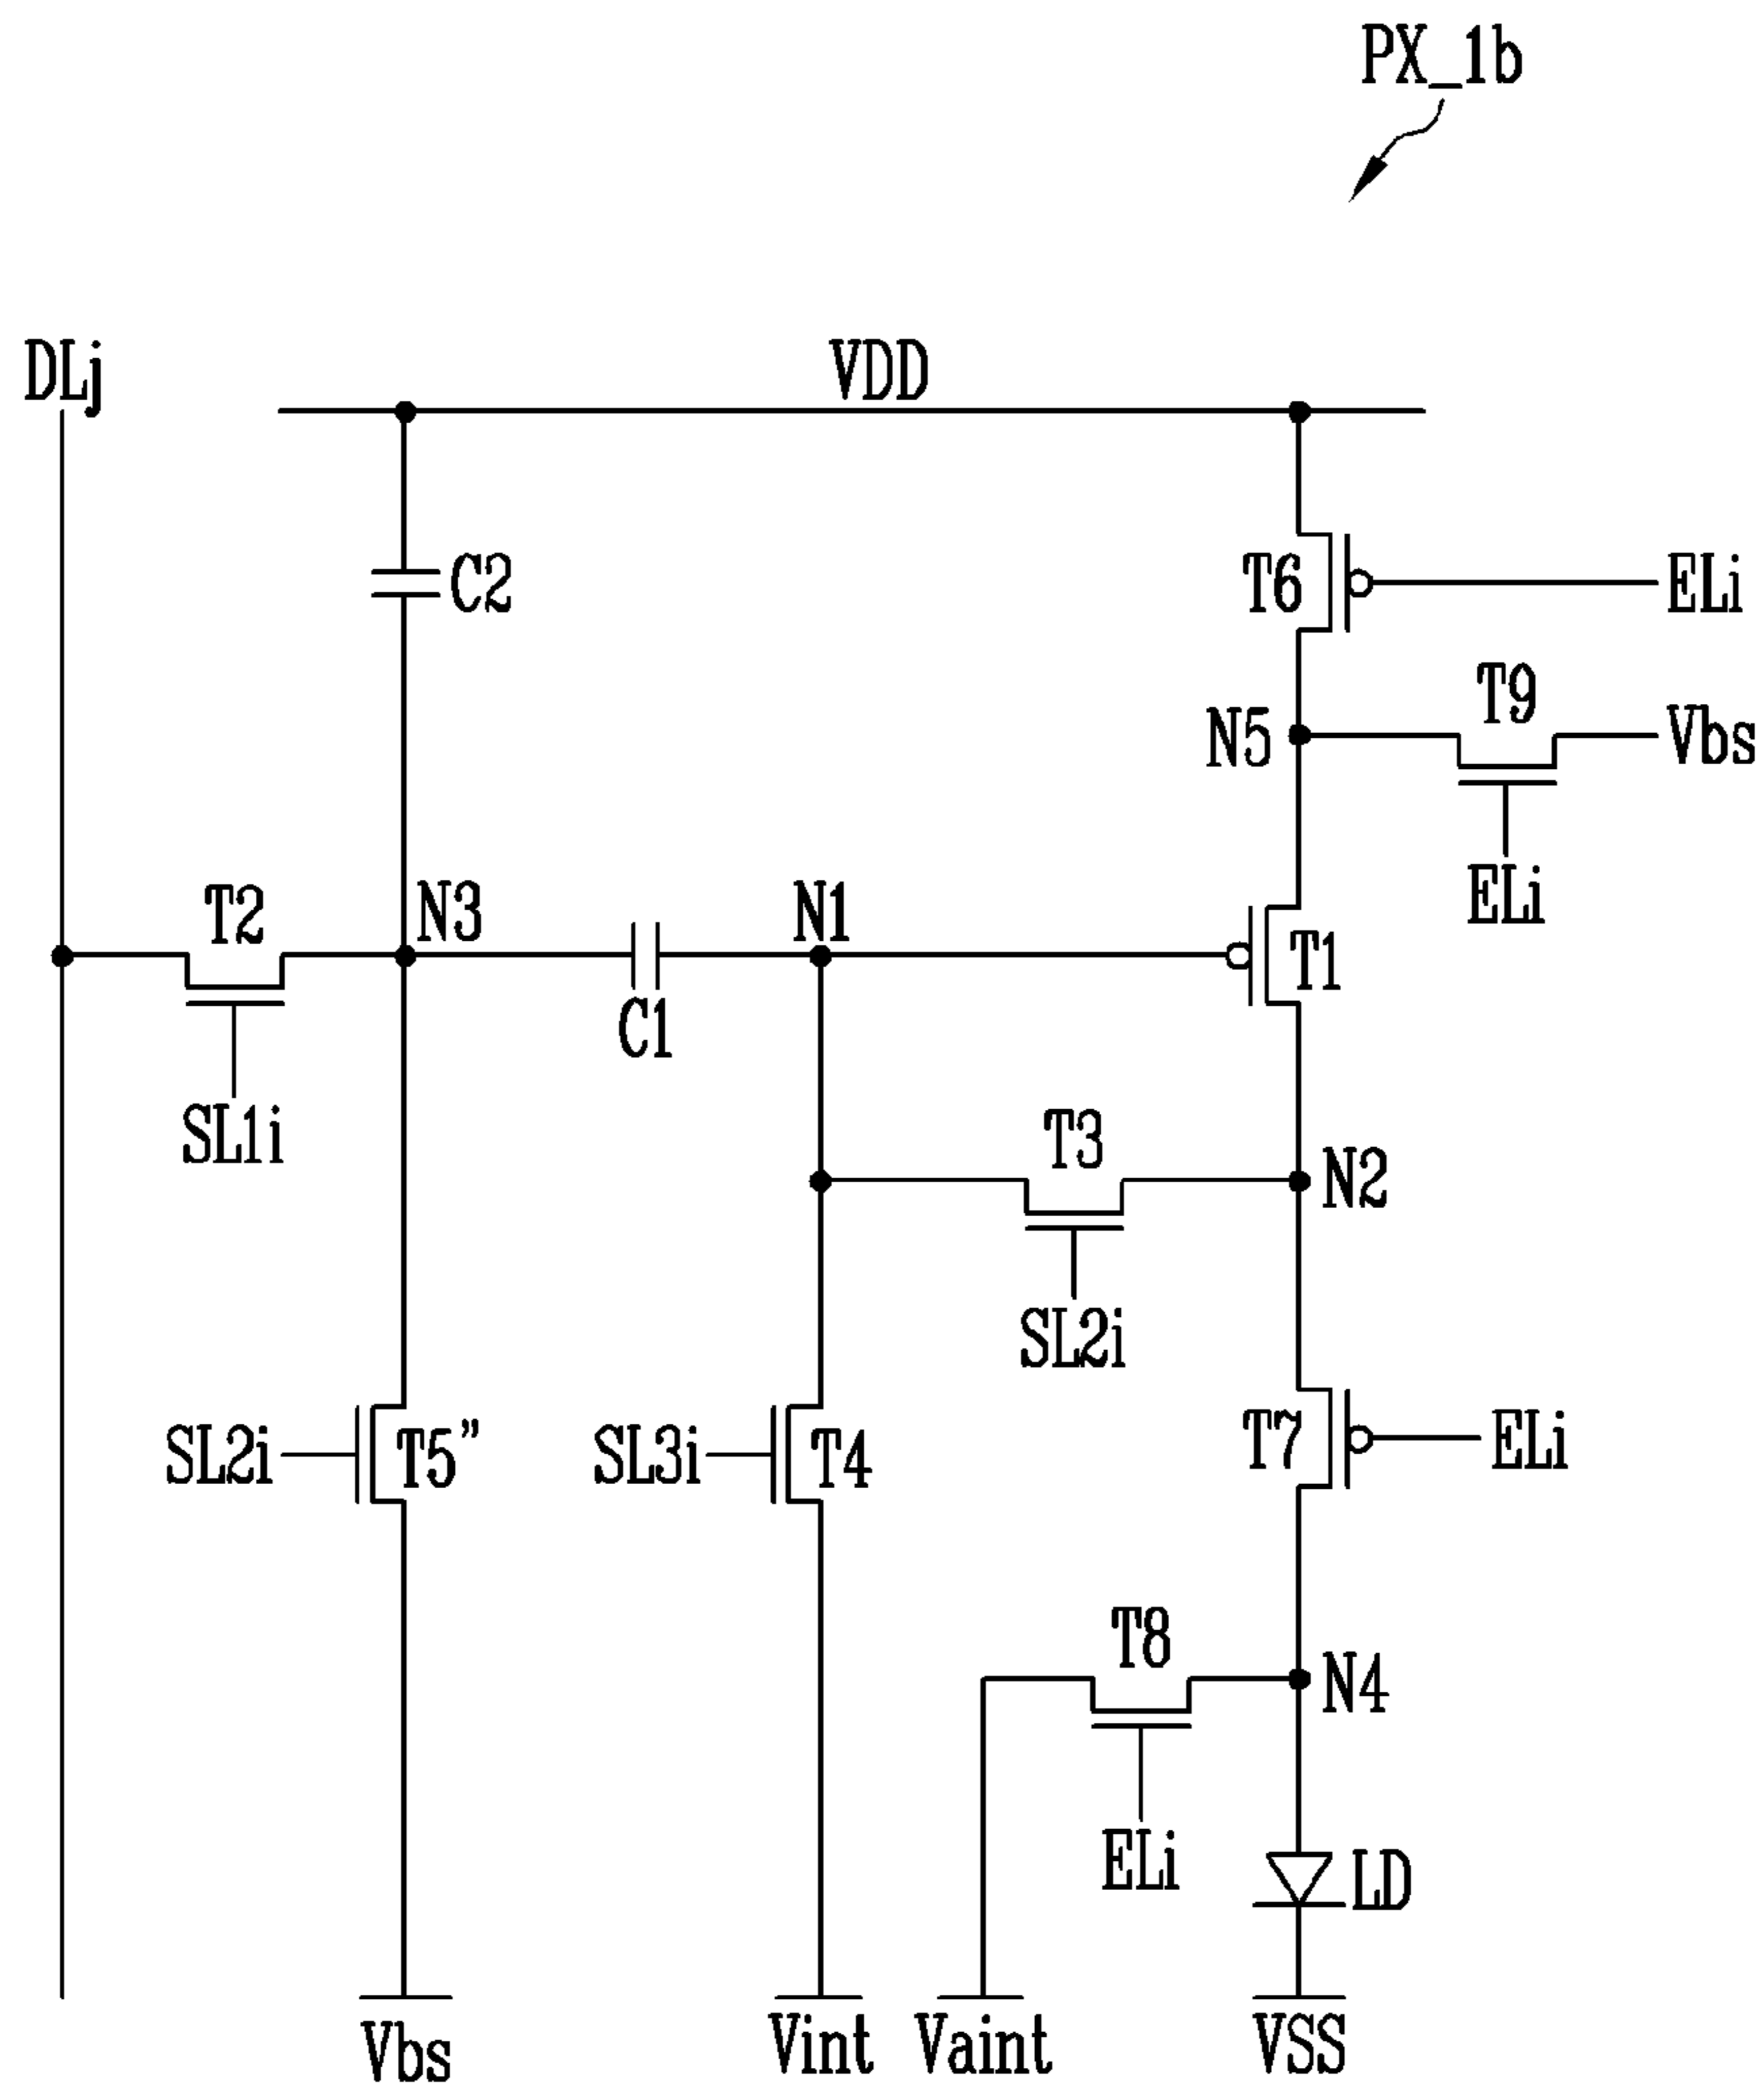 PX_1b
DLj
VDD
C2
T6
ELi
T9
N5
Vbs
ELi
T2
N3
N1
T1
C1
SL1i
T3
N2
SL2i
SL2i
T5”
SL3i
T4
T7
ELi
T8
N4
ELi
LD
Vbs
Vint
Vaint
VSS